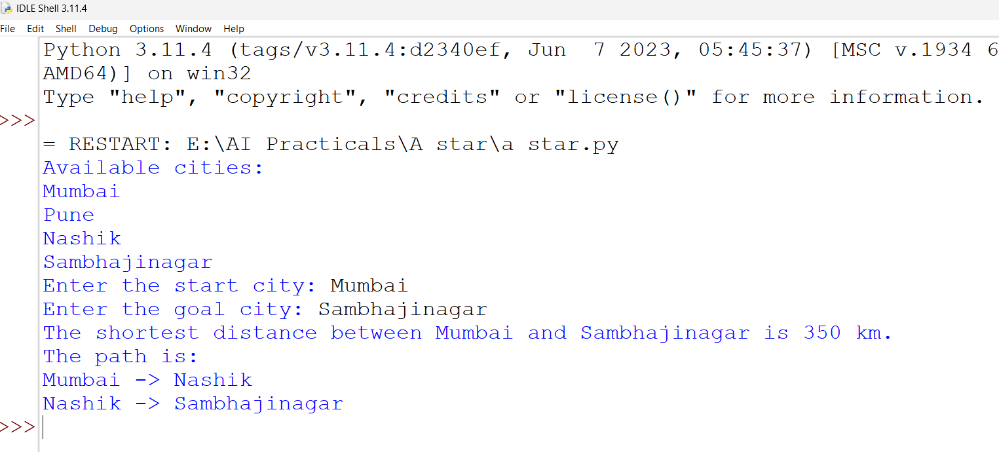 IDLE Shell 3.11.4
File Edit Shell Debug Options Window Help
Python 3.11.4 (tags/v3.11.4:d2340ef, Jun  7 2023, 05:45:37) [MSC v.1934 6
AMD64)] on win32
Type "help", "copyright", "credits" or "license()" for more information.
>>>
= RESTART: E:\AI Practicals\A star\a star.py
Available cities:
Mumbai
Pune
Nashik
Sambhajinagar
Enter the start city: Mumbai
Enter the goal city: Sambhajinagar
The shortest distance between Mumbai and Sambhajinagar is 350 km.
The path is:
Mumbai -> Nashik
Nashik -> Sambhajinagar
>>>